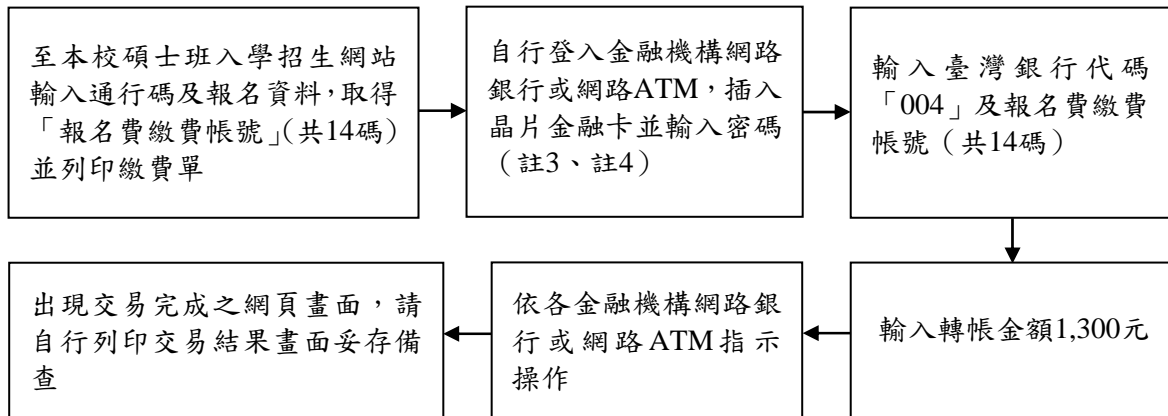 至本校碩士班入學招生網站
輸入通行碼及報名資料，取得
「報名費繳費帳號」（共14碼）
並列印繳費單
自行登入金融機構網路
銀行或網路ATM，插入
晶片金融卡並輸入密碼
（註3、註4）
輸入臺灣銀行代碼
「004」及報名費繳費
帳號（共14碼）
輸入轉帳金額1,300元
依各金融機構網路銀
行或網路ATM指示
操作
出現交易完成之網頁畫面，請
自行列印交易結果畫面妥存備
查